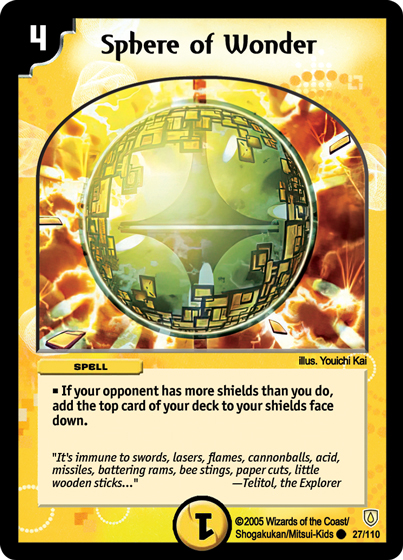 4
Sphere of Wonder
illus. Youichi Kai
SPELL
▪ If your opponent has more shields than you do,
add the top card of your deck to your shields face
down.
"It's immune to swords, lasers, flames, cannonballs, acid,
missiles, battering rams, bee stings, paper cuts, little
wooden sticks..." —Telitol, the Explorer
1
©2005 Wizards of the Coast/
Shogakukan/Mitsui-Kids ● 27/110